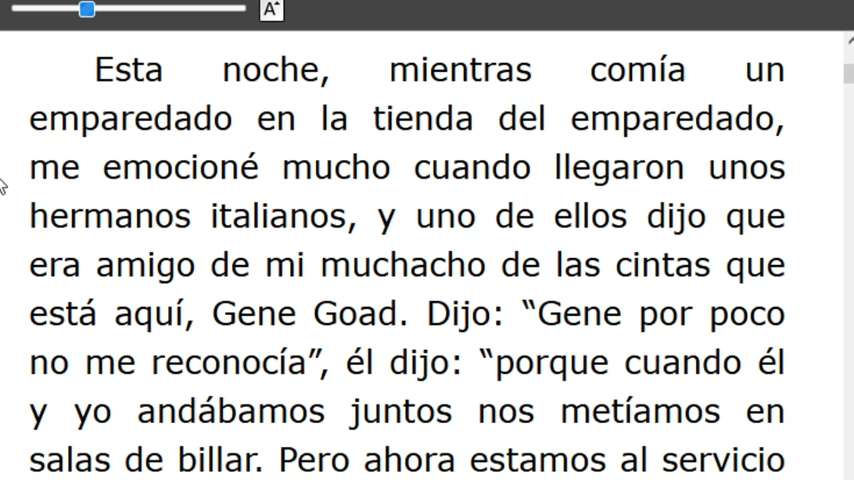 A
Esta noche, mientras comía un
emparedado en la tienda del emparedado,
me emocioné mucho cuando llegaron unos
hermanos italianos, y uno de ellos dijo que
era amigo de mi muchacho de las cintas que
está aquí, Gene Goad. Dijo: “Gene por poco
no me reconocía”, él dijo: “porque cuando él
y yo andábamos juntos nos metíamos en
salas de billar. Pero ahora estamos al servicio